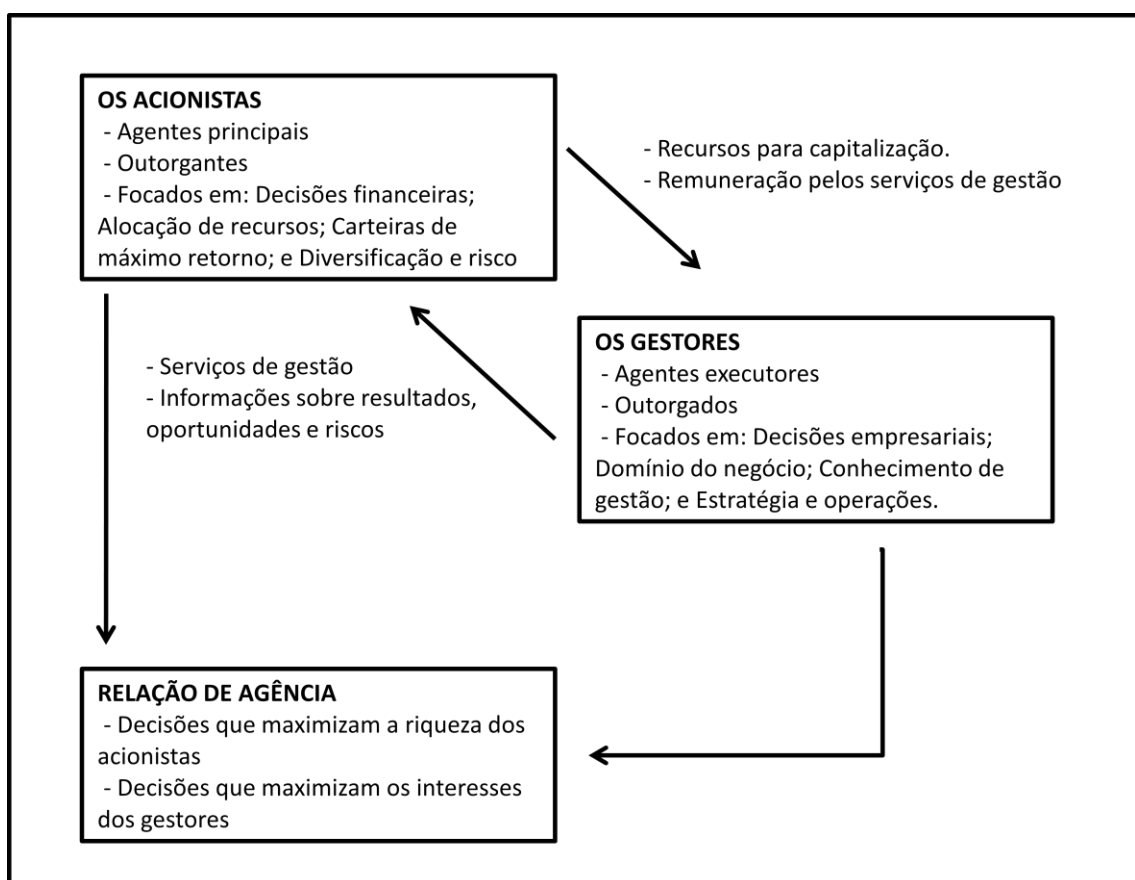 OS ACIONISTAS
- Agentes principais
- Outorgantes
- Focados em: Decisões financeiras;
Alocação de recursos; Carteiras de
máximo retorno; e Diversificação e risco
- Recursos para capitalização.
- Remuneração pelos serviços de gestão
- Serviços de gestão
- Informações sobre resultados,
oportunidades e riscos
OS GESTORES
- Agentes executores
- Outorgados
- Focados em: Decisões empresariais;
Domínio do negócio; Conhecimento de
gestão; e Estratégia e operações.
RELAÇÃO DE AGÊNCIA
- Decisões que maximizam a riqueza dos
acionistas
- Decisões que maximizam os interesses
dos gestores